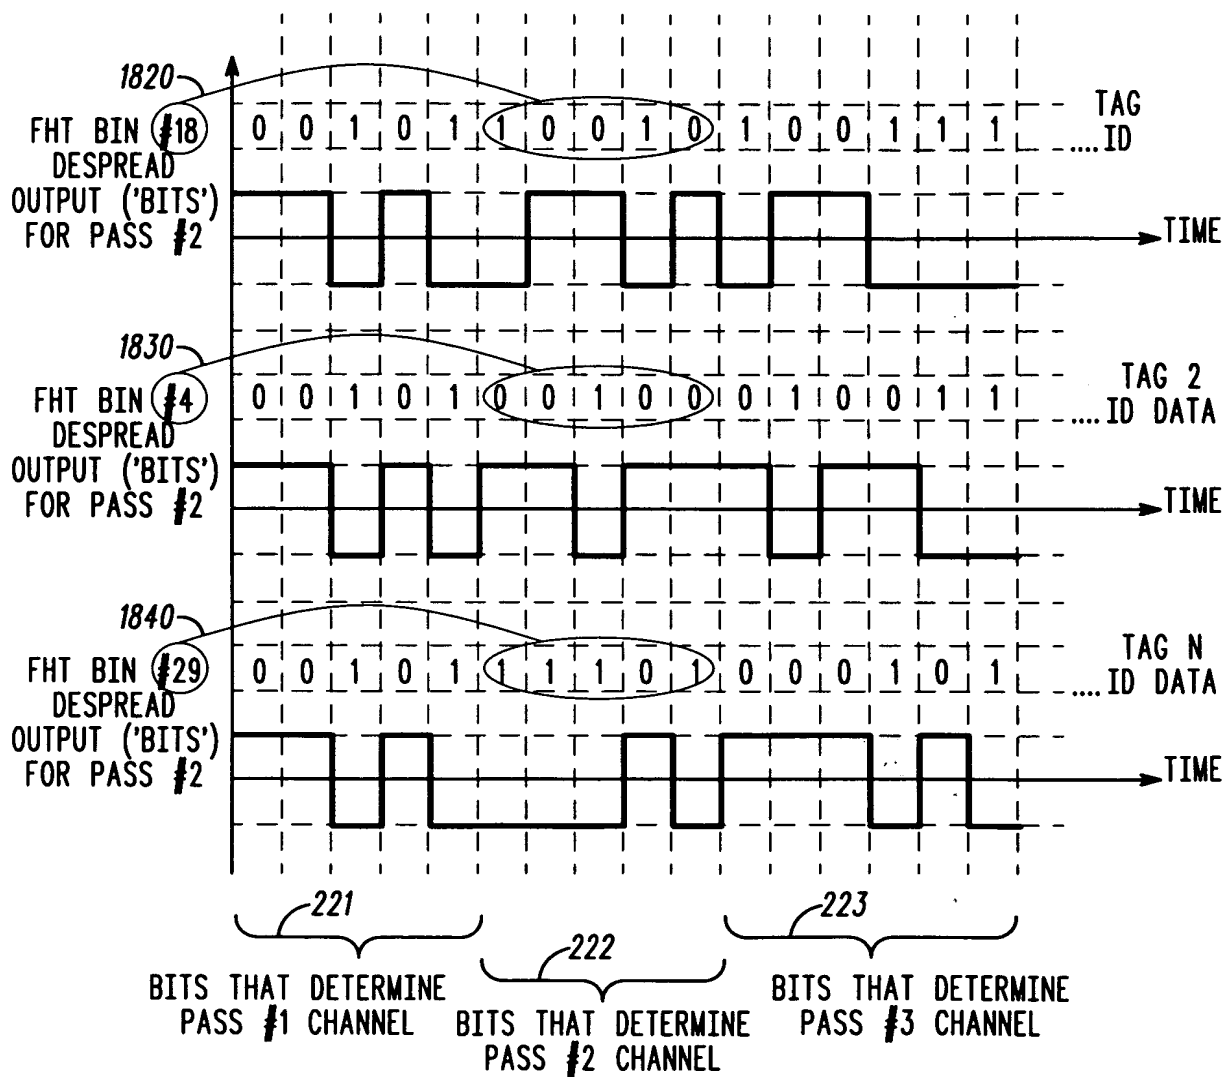 1820
FHT BIN #18 0 0 1 0 1 1 0 0 1 0 1 0 0 1 1 1 TAG
DESPREAD ....ID
OUTPUT ('BITS')
FOR PASS #2
TIME
1830
FHT BIN #4 0 0 1 0 1 0 0 1 0 0 0 1 0 0 1 1 TAG 2
DESPREAD ....ID DATA
OUTPUT ('BITS')
FOR PASS #2
TIME
1840
FHT BIN #29 0 0 1 0 1 1 1 1 0 1 0 0 0 1 0 1 TAG N
DESPREAD ....ID DATA
OUTPUT ('BITS')
FOR PASS #2
TIME
221
BITS THAT DETERMINE
PASS #1 CHANNEL
222
BITS THAT DETERMINE
PASS #2 CHANNEL
223
BITS THAT DETERMINE
PASS #3 CHANNEL